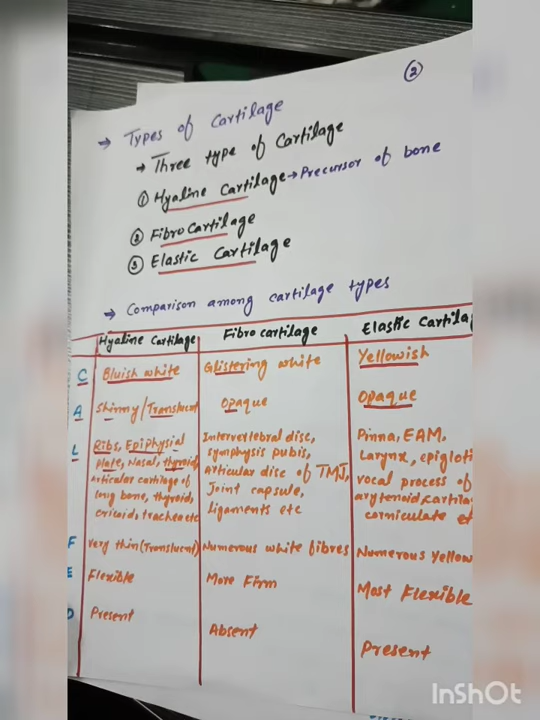 ②
→ Types of Cartilage
→ Three type of Cartilage
① Hyaline Cartilage → Precursor of bone
② Fibro Cartilage
③ Elastic Cartilage
→ Comparison among cartilage types
Hyaline Cartilage Fibro cartilage Elastic Cartilag
C Bluish white Glistering white Yellowish
A Shinny/Translucent Opaque Opaque
L Ribs, Epiphysial Intervertebral disc, Pinna, EAM,
plate, Nasal, thyroid, symphysis pubis, Larynx, epigloti
articular cartilage of Articular disc of TMJ, vocal process of
long bone, thyroid, Joint capsule, arytenoid, cartila
cricoid, trachea etc ligaments etc corniculate et
F very thin (Translucent) Numerous white fibres Numerous Yellow
E Flexible More Firm Most Flexible
D Present Absent Present
InShOt